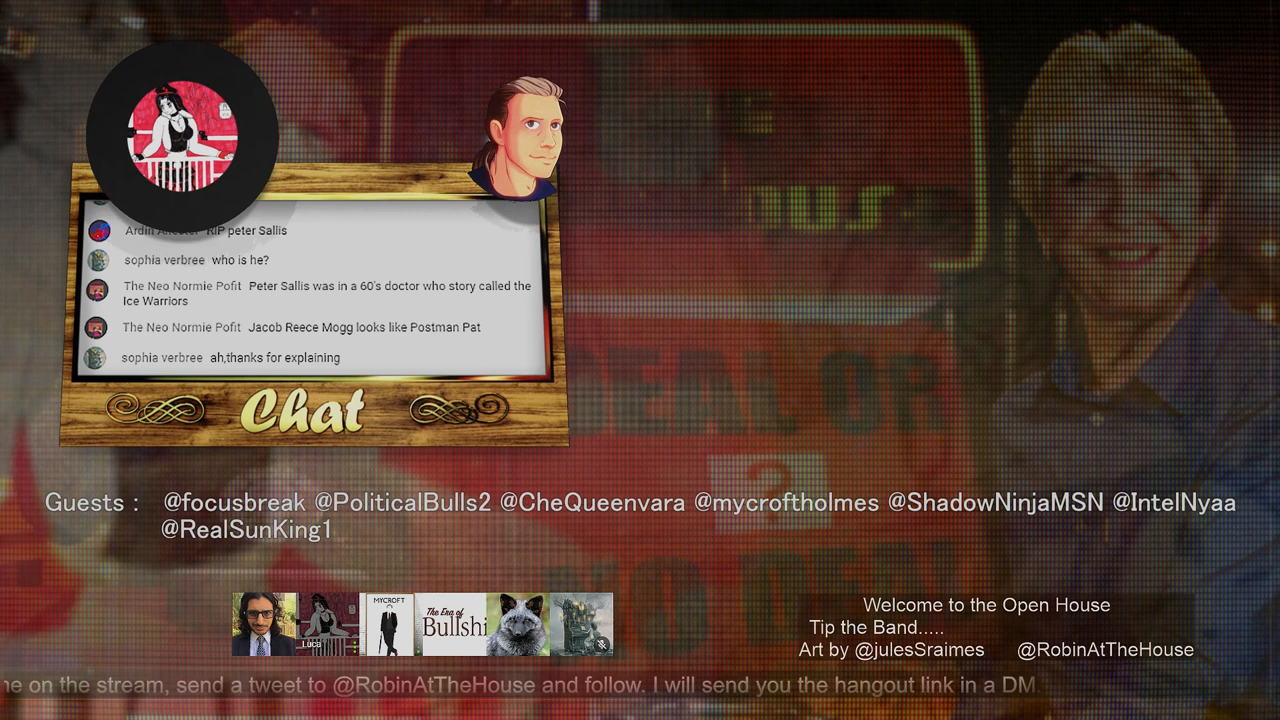 RIP peter Sallis
sophia verbree who is he?
The Neo Normie Pofit Peter Sallis was in a 60's doctor who story called the
Ice Warriors
The Neo Normie Pofit Jacob Reece Mogg looks like Postman Pat
sophia verbree ah,thanks for explaining
Chat
DEAL OR
?
NO DEAL
Guests : @focusbreak @PoliticalBulls2 @CheQueenvara @mycroftholmes @ShadowNinjaMSN @IntelNyaa
@RealSunKing1
Luca
MYCROFT
The Era of
Bullshi
Welcome to the Open House
Tip the Band.....
Art by @julesSraimes @RobinAtTheHouse
on the stream, send a tweet to @RobinAtTheHouse and follow. I will send you the hangout link in a DM.